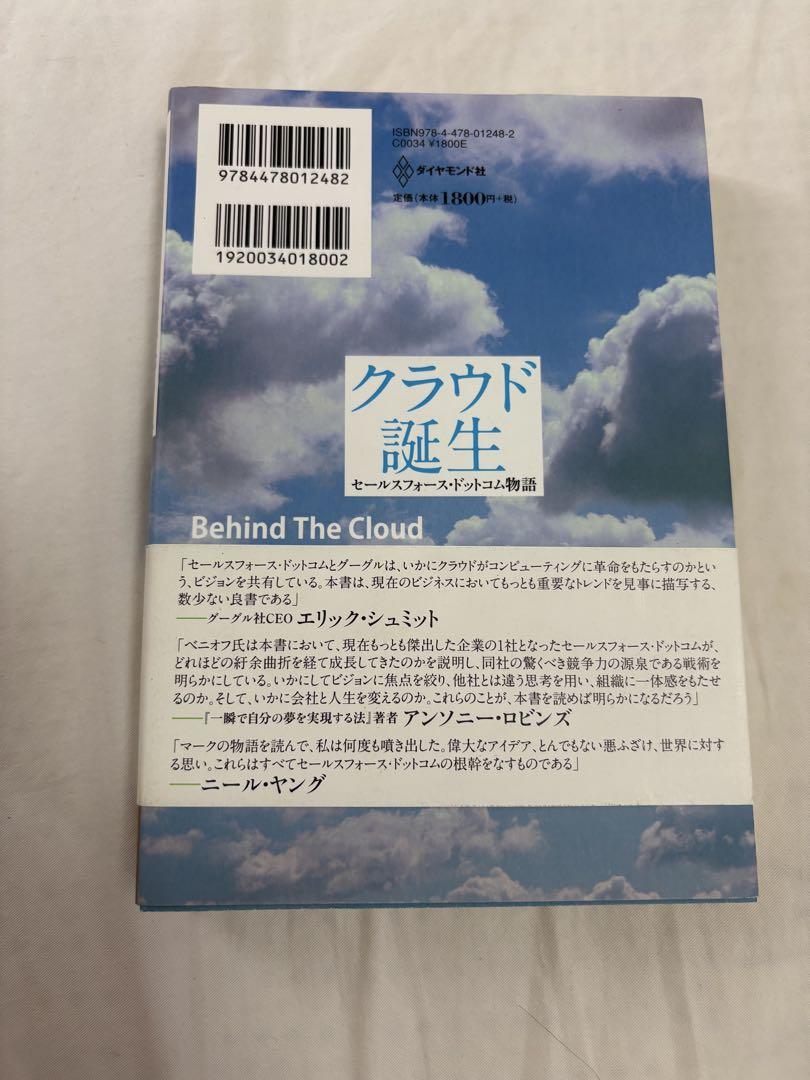 9784478012482
1920034018002
ISBN978-4-478-01248-2
C0034 ¥1800E
ダイヤモンド社
定価(本体1800円+税)
クラウド
誕生
セールスフォース・ドットコム物語
Behind The Cloud
「セールスフォース・ドットコムとグーグルは、いかにクラウドがコンピューティングに革命をもたらすのかとい
う、ビジョンを共有している。本書は、現在のビジネスにおいてもっとも重要なトレンドを見事に描写する、
数少ない良書である」
——グーグル社CEO エリック・シュミット
「ベニオフ氏は本書において、現在もっとも傑出した企業の1社となったセールスフォース・ドットコムが、
どれほどの紆余曲折を経て成長してきたのかを説明し、同社の驚くべき競争力の源泉である戦術を
明らかにしている。いかにしてビジョンに焦点を絞り、他社とは違う思考を用い、組織に一体感をもたせ
るのか。そして、いかに会社と人生を変えるのか。これらのことが、本書を読めば明らかになるだろう」
——『一瞬で自分の夢を実現する法』著者 アンソニー・ロビンズ
「マークの物語を読んで、私は何度も噴き出した。偉大なアイデア、とんでもない悪ふざけ、世界に対す
る思い。これらはすべてセールスフォース・ドットコムの根幹をなすものである」
——ニール・ヤング